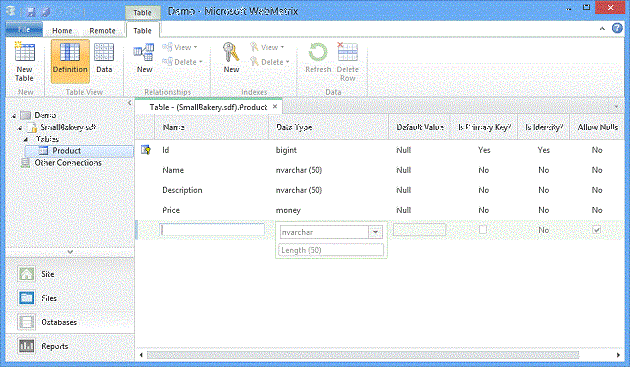 Table
Demo - Microsoft WebMatrix
File Home Remote Table
New Table
Definition
Data
New
View
Delete
New
View
Delete
Refresh
Delete Row
New Table View Relationships Indexes Data
Demo
SmallBakery.sdf
Tables
Product
Other Connections
Site
Files
Databases
Reports
Table - (SmallBakery.sdf).Product
Name Data Type Default Value Is Primary Key? Is Identity? Allow Nulls
Id bigint Null Yes Yes No
Name nvarchar (50) Null No No No
Description nvarchar (50) Null No No No
Price money Null No No No
nvarchar No
Length (50)